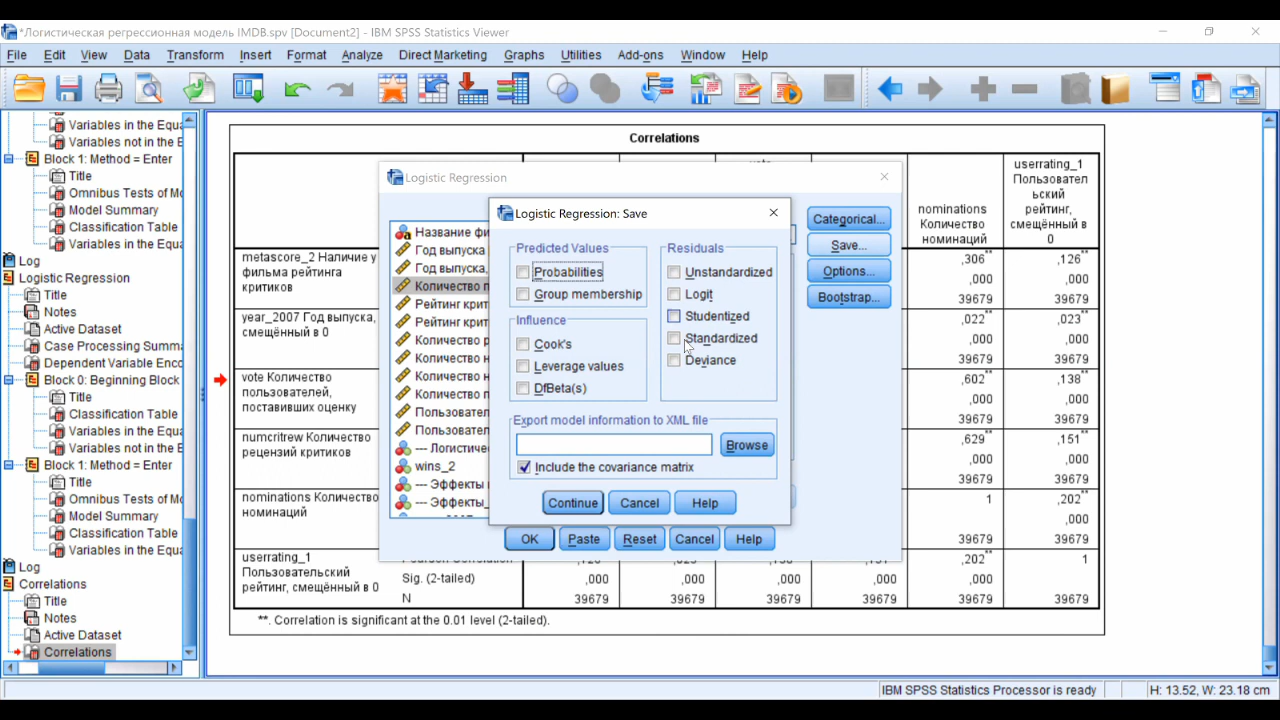 *Логистическая регрессионная модель IMDB.spv [Document2] - IBM SPSS Statistics Viewer
File Edit View Data Transform Insert Format Analyze Direct Marketing Graphs Utilities Add-ons Window Help
Variables in the Equa
Variables not in the E
Block 1: Method = Enter
Title
Omnibus Tests of Mo
Model Summary
Classification Table
Variables in the Equa
Log
Logistic Regression
Title
Notes
Active Dataset
Case Processing Summa
Dependent Variable Enco
Block 0: Beginning Block
Title
Classification Table
Variables in the Equa
Variables not in the E
Block 1: Method = Enter
Title
Omnibus Tests of Mo
Model Summary
Classification Table
Variables in the Equa
Log
Correlations
Title
Notes
Active Dataset
Correlations
Correlations
nominations
Количество
номинаций
userrating_1
Пользовател
ьский
рейтинг,
смещённый в
0
metascore_2 Наличие у
фильма рейтинга
критиков
,306** ,126**
,000 ,000
39679 39679
year_2007 Год выпуска,
смещённый в 0
,022** ,023**
,000 ,000
39679 39679
vote Количество
пользователей,
поставивших оценку
,602** ,138**
,000 ,000
39679 39679
numcritrew Количество
рецензий критиков
,629** ,151**
,000 ,000
39679 39679
nominations Количество
номинаций
1 ,202**
,000
39679 39679
userrating_1
Пользовательский
рейтинг, смещённый в 0
,202** 1
Sig. (2-tailed) ,000 ,000 ,000 ,000 ,000
N 39679 39679 39679 39679 39679 39679
**. Correlation is significant at the 0.01 level (2-tailed).
Logistic Regression
Название фи
Год выпуска
Год выпуска,
Количество п
Рейтинг крит
Рейтинг крит
Количество р
Количество н
Количество н
Количество п
Пользовател
Пользовател
--- Логистиче
wins_2
--- Эффекты
--- Эффекты_
Categorical...
Save...
Options...
Bootstrap...
OK Paste Reset Cancel Help
Logistic Regression: Save
Predicted Values
Probabilities
Group membership
Influence
Cook's
Leverage values
DfBeta(s)
Residuals
Unstandardized
Logit
Studentized
Standardized
Deviance
Export model information to XML file
Browse
Include the covariance matrix
Continue Cancel Help
IBM SPSS Statistics Processor is ready H: 13.52, W: 23.18 cm